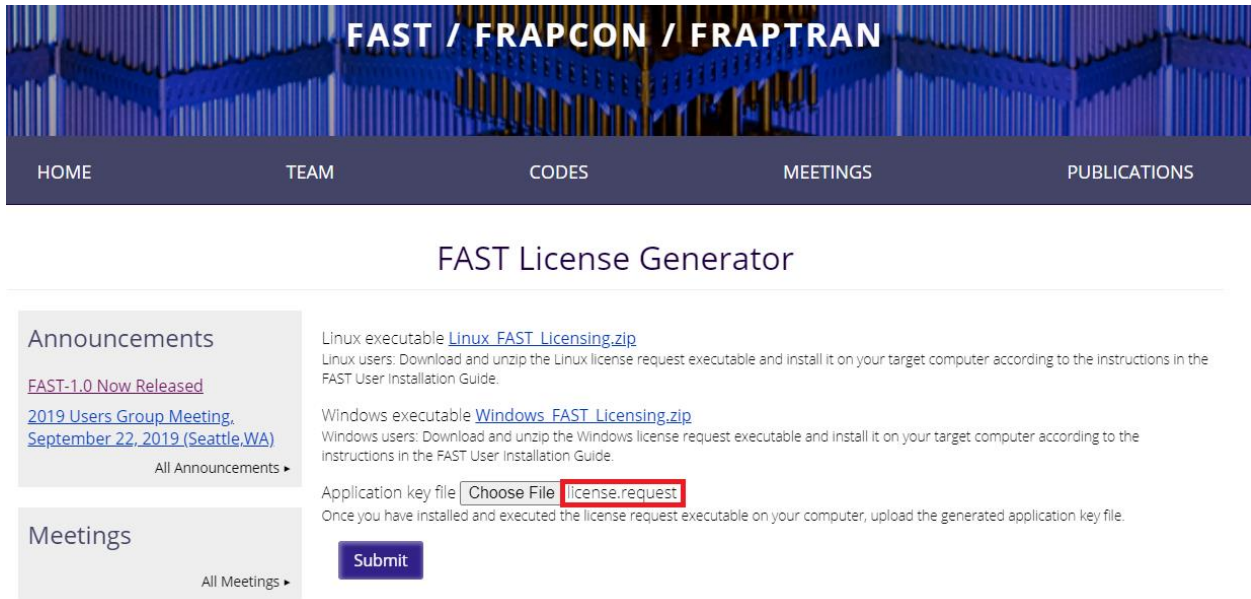 FAST / FRAPCON / FRAPTRAN
HOME TEAM CODES MEETINGS PUBLICATIONS
FAST License Generator
Announcements
FAST-1.0 Now Released
2019 Users Group Meeting,
September 22, 2019 (Seattle,WA)
All Announcements ▸
Meetings
All Meetings ▸
Linux executable Linux_FAST_Licensing.zip
Linux users: Download and unzip the Linux license request executable and install it on your target computer according to the instructions in the
FAST User Installation Guide.
Windows executable Windows_FAST_Licensing.zip
Windows users: Download and unzip the Windows license request executable and install it on your target computer according to the
instructions in the FAST User Installation Guide.
Application key file Choose File license.request
Once you have installed and executed the license request executable on your computer, upload the generated application key file.
Submit